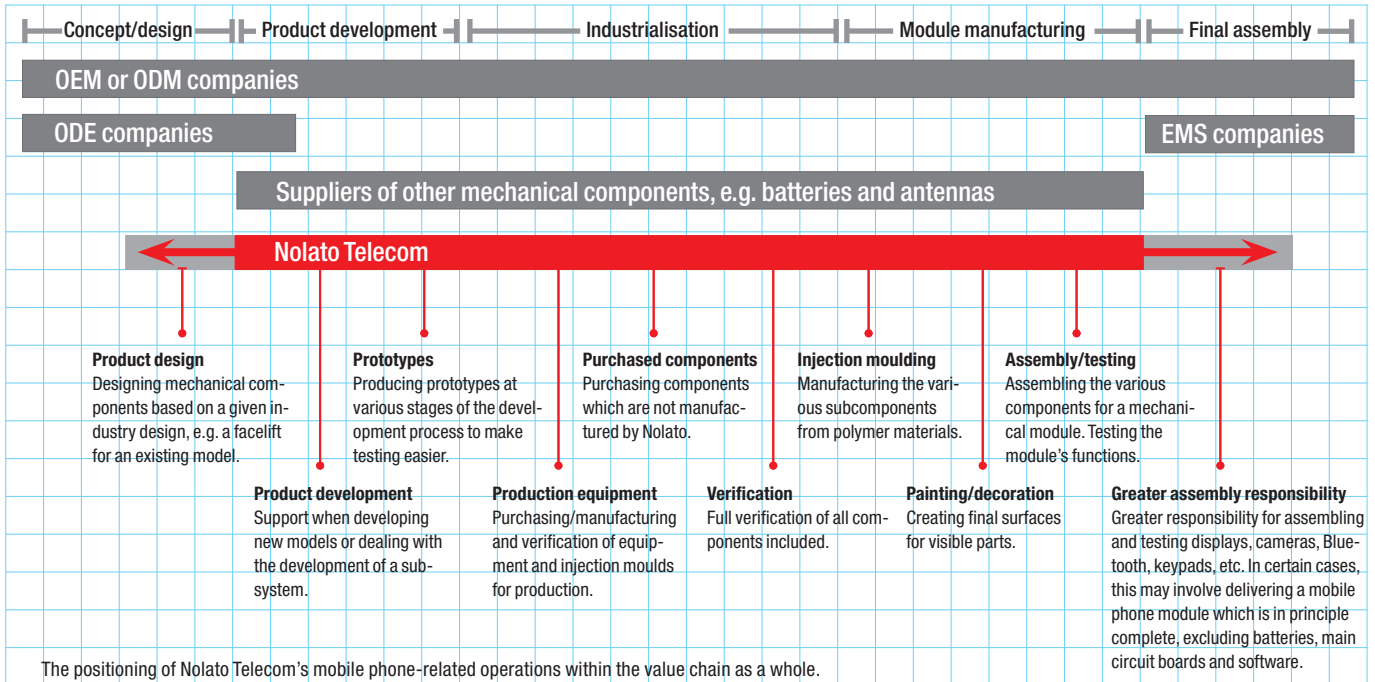 Concept/design
Product development
Industrialisation
Module manufacturing
Final assembly
OEM or ODM companies
ODE companies
EMS companies
Suppliers of other mechanical components, e.g. batteries and antennas
Nolato Telecom
Product design
Designing mechanical com-
ponents based on a given in-
dustry design, e.g. a facelift
for an existing model.
Prototypes
Producing prototypes at
various stages of the devel-
opment process to make
testing easier.
Purchased components
Purchasing components
which are not manufac-
tured by Nolato.
Injection moulding
Manufacturing the vari-
ous subcomponents
from polymer materials.
Assembly/testing
Assembling the various
components for a mechani-
cal module. Testing the
module's functions.
Product development
Support when developing
new models or dealing with
the development of a sub-
system.
Production equipment
Purchasing/manufacturing
and verification of equip-
ment and injection moulds
for production.
Verification
Full verification of all com-
ponents included.
Painting/decoration
Creating final surfaces
for visible parts.
Greater assembly responsibility
Greater responsibility for assembling
and testing displays, cameras, Blue-
tooth, keypads, etc. In certain cases,
this may involve delivering a mobile
phone module which is in principle
complete, excluding batteries, main
circuit boards and software.
The positioning of Nolato Telecom's mobile phone-related operations within the value chain as a whole.